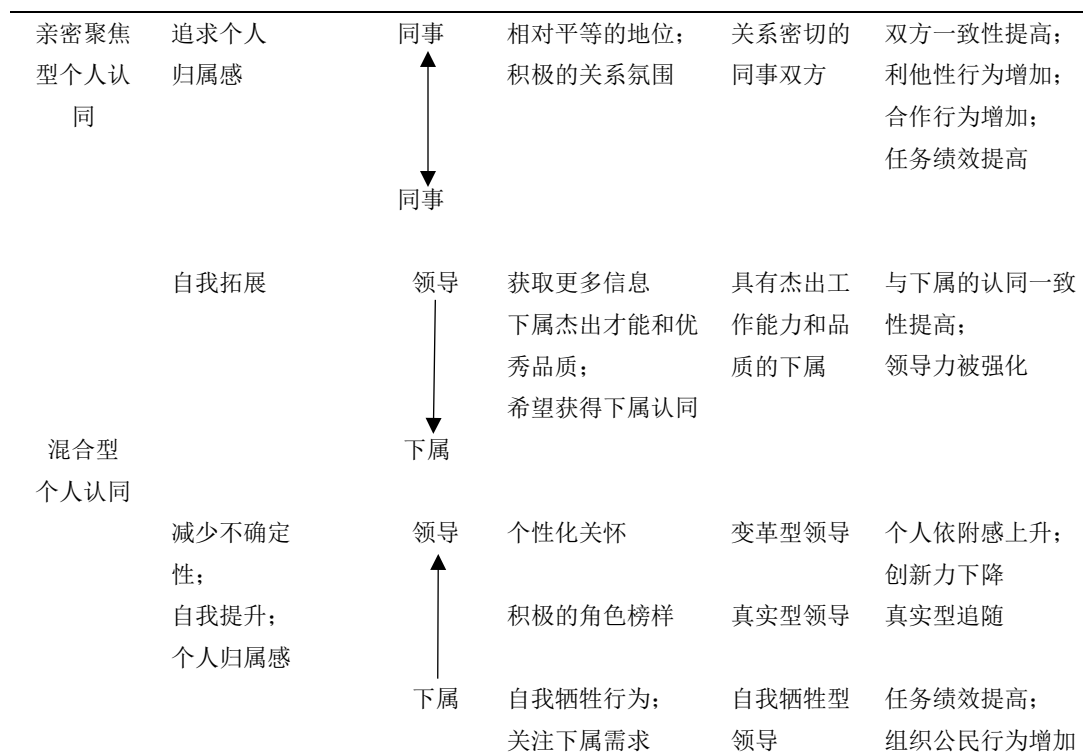 亲密聚焦 追求个人 同事 相对平等的地位; 关系密切的 双方一致性提高;
型个人认 归属感 积极的关系氛围 同事双方 利他性行为增加;
同 合作行为增加;
任务绩效提高
同事
自我拓展 领导 获取更多信息 具有杰出工 与下属的认同一致
下属杰出才能和优 作能力和品 性提高;
秀品质; 质的下属 领导力被强化
希望获得下属认同
混合型 下属
个人认同
减少不确定 领导 个性化关怀 变革型领导 个人依附感上升;
性; 创新力下降
自我提升; 积极的角色榜样 真实型领导 真实型追随
个人归属感
下属 自我牺牲行为; 自我牺牲型 任务绩效提高;
关注下属需求 领导 组织公民行为增加